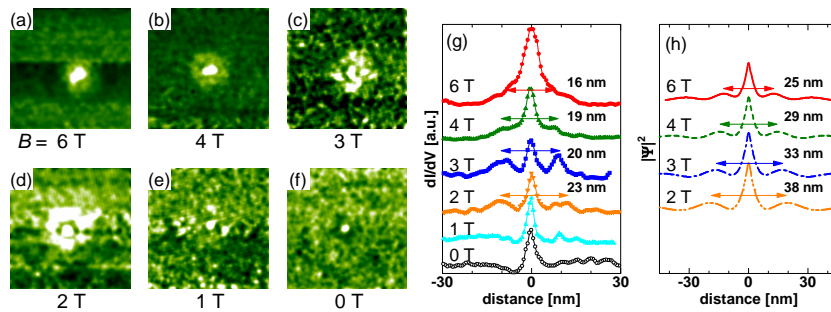 (a)
(b)
(c)
B = 6 T
4 T
3 T
(d)
(e)
(f)
2 T
1 T
0 T
(g)
6 T
16 nm
4 T
19 nm
3 T
20 nm
2 T
23 nm
1 T
0 T
dI/dV [a.u.]
-30
0
30
distance [nm]
(h)
6 T
25 nm
4 T
29 nm
3 T
33 nm
2 T
38 nm
|Ψ|²
-30
0
30
distance [nm]